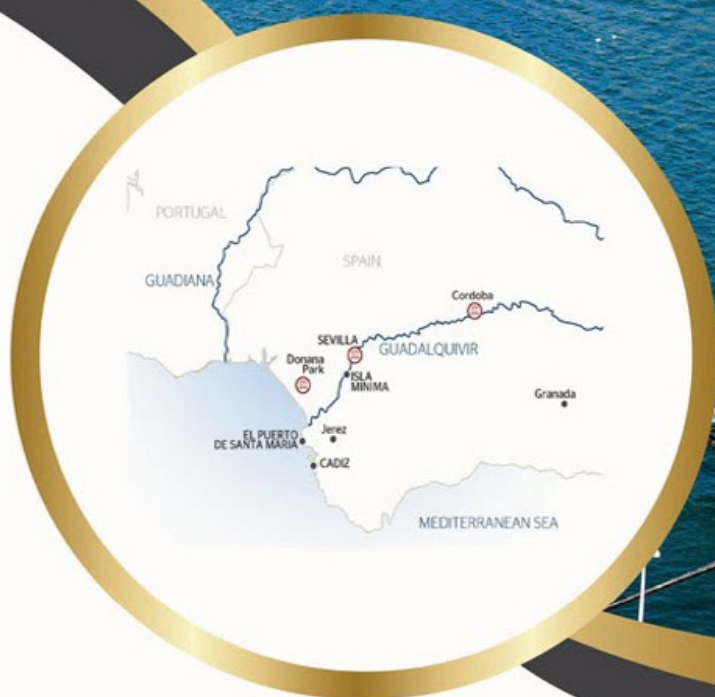 PORTUGAL
SPAIN
GUADIANA
Cordoba
SEVILLA
GUADALQUIVIR
Donana
Park
ISLA
MINIMA
Granada
EL PUERTO
DE SANTA MARIA
Jerez
CADIZ
MEDITERRANEAN SEA